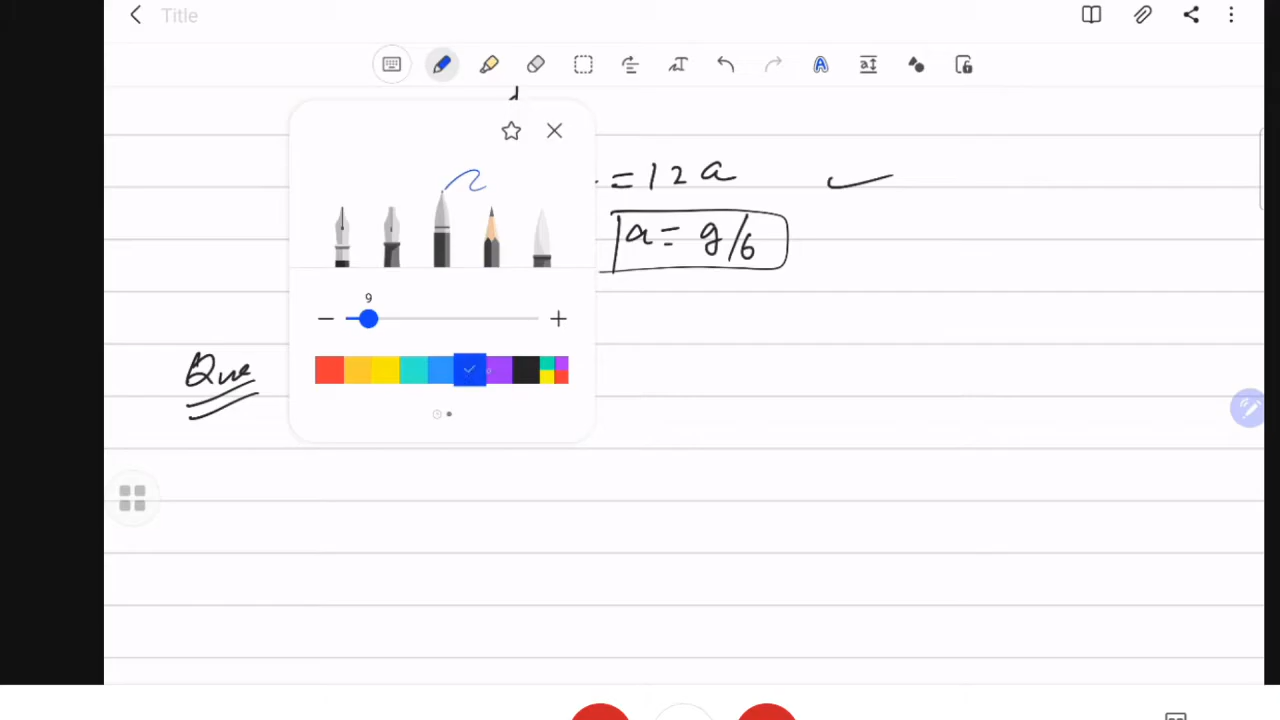 Title
= 12 a
a = g/6
9
Que